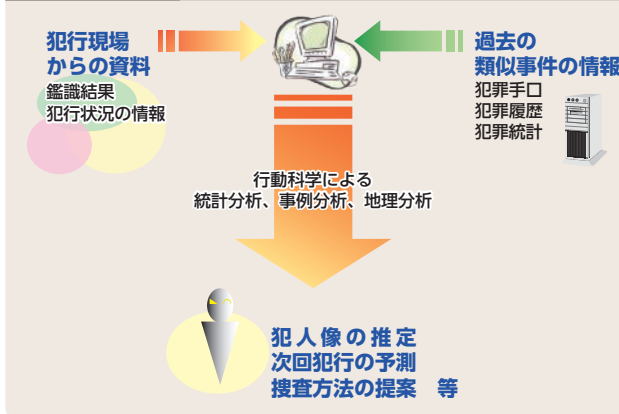 犯行現場
からの資料
鑑識結果
犯行状況の情報
過去の
類似事件の情報
犯罪手口
犯罪履歴
犯罪統計
行動科学による
統計分析、事例分析、地理分析
犯人像の推定
次回犯行の予測
捜査方法の提案　等